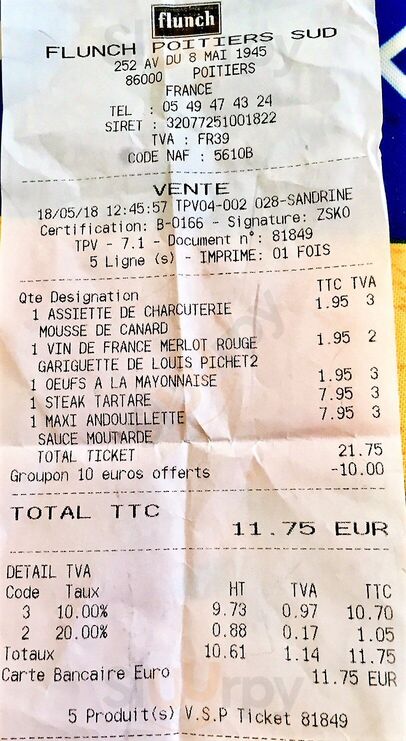 flunch
FLUNCH POITIERS SUD
252 AV DU 8 MAI 1945
86000 POITIERS
FRANCE
TEL : 05 49 47 43 24
SIRET : 32077251001822
TVA : FR39
CODE NAF : 5610B
VENTE
18/05/18 12:45:57 TPV04-002 028-SANDRINE
Certification: B-0166 - Signature: ZSKO
TPV - 7.1 - Document n°: 81849
5 Ligne (s) - IMPRIME: 01 FOIS
Qte Designation TTC TVA
1 ASSIETTE DE CHARCUTERIE 1.95 3
MOUSSE DE CANARD
1 VIN DE FRANCE MERLOT ROUGE 1.95 2
GARIGUETTE DE LOUIS PICHET2
1 OEUFS A LA MAYONNAISE 1.95 3
1 STEAK TARTARE 7.95 3
1 MAXI ANDOUILLETTE 7.95 3
SAUCE MOUTARDE
TOTAL TICKET 21.75
Groupon 10 euros offerts -10.00
TOTAL TTC
11.75 EUR
DETAIL TVA
Code Taux HT TVA TTC
3 10.00% 9.73 0.97 10.70
2 20.00% 0.88 0.17 1.05
Totaux 10.61 1.14 11.75
Carte Bancaire Euro 11.75 EUR
5 Produit(s) V.S.P Ticket 81849
sluurpy